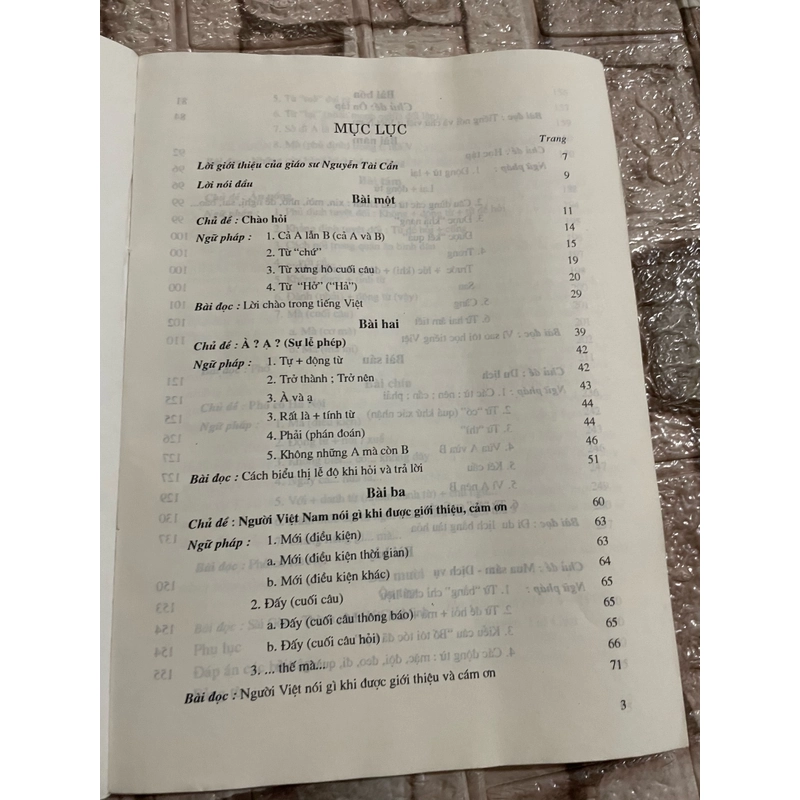 MỤC LỤC
Trang
Lời giới thiệu của giáo sư Nguyễn Tài Cẩn 7
Lời nói đầu 9
Bài một
Chủ đề : Chào hỏi 11
Ngữ pháp : 1. Cả A lẫn B (cả A và B) 14
2. Từ “chứ” 15
3. Từ xưng hô cuối câu 19
4. Từ “Hở” (“Hả”) 20
Bài đọc : Lời chào trong tiếng Việt 29
Bài hai
Chủ đề : À ? Ạ ? (Sự lễ phép) 39
Ngữ pháp : 1. Tự + động từ 42
2. Trở thành ; Trở nên 42
3. À và ạ 43
3. Rất là + tính từ 44
4. Phải (phán đoán) 44
5. Không những A mà còn B 46
Bài đọc : Cách biểu thị lễ độ khi hỏi và trả lời 51
Bài ba
Chủ đề : Người Việt Nam nói gì khi được giới thiệu, cảm ơn 60
Ngữ pháp : 1. Mới (điều kiện) 63
a. Mới (điều kiện thời gian) 63
b. Mới (điều kiện khác) 64
2. Đấy (cuối câu) 65
a. Đấy (cuối câu thông báo) 65
b. Đấy (cuối câu hỏi) 65
3. ... thế mà... 66
Bài đọc : Người Việt nói gì khi được giới thiệu và cám ơn 71
3